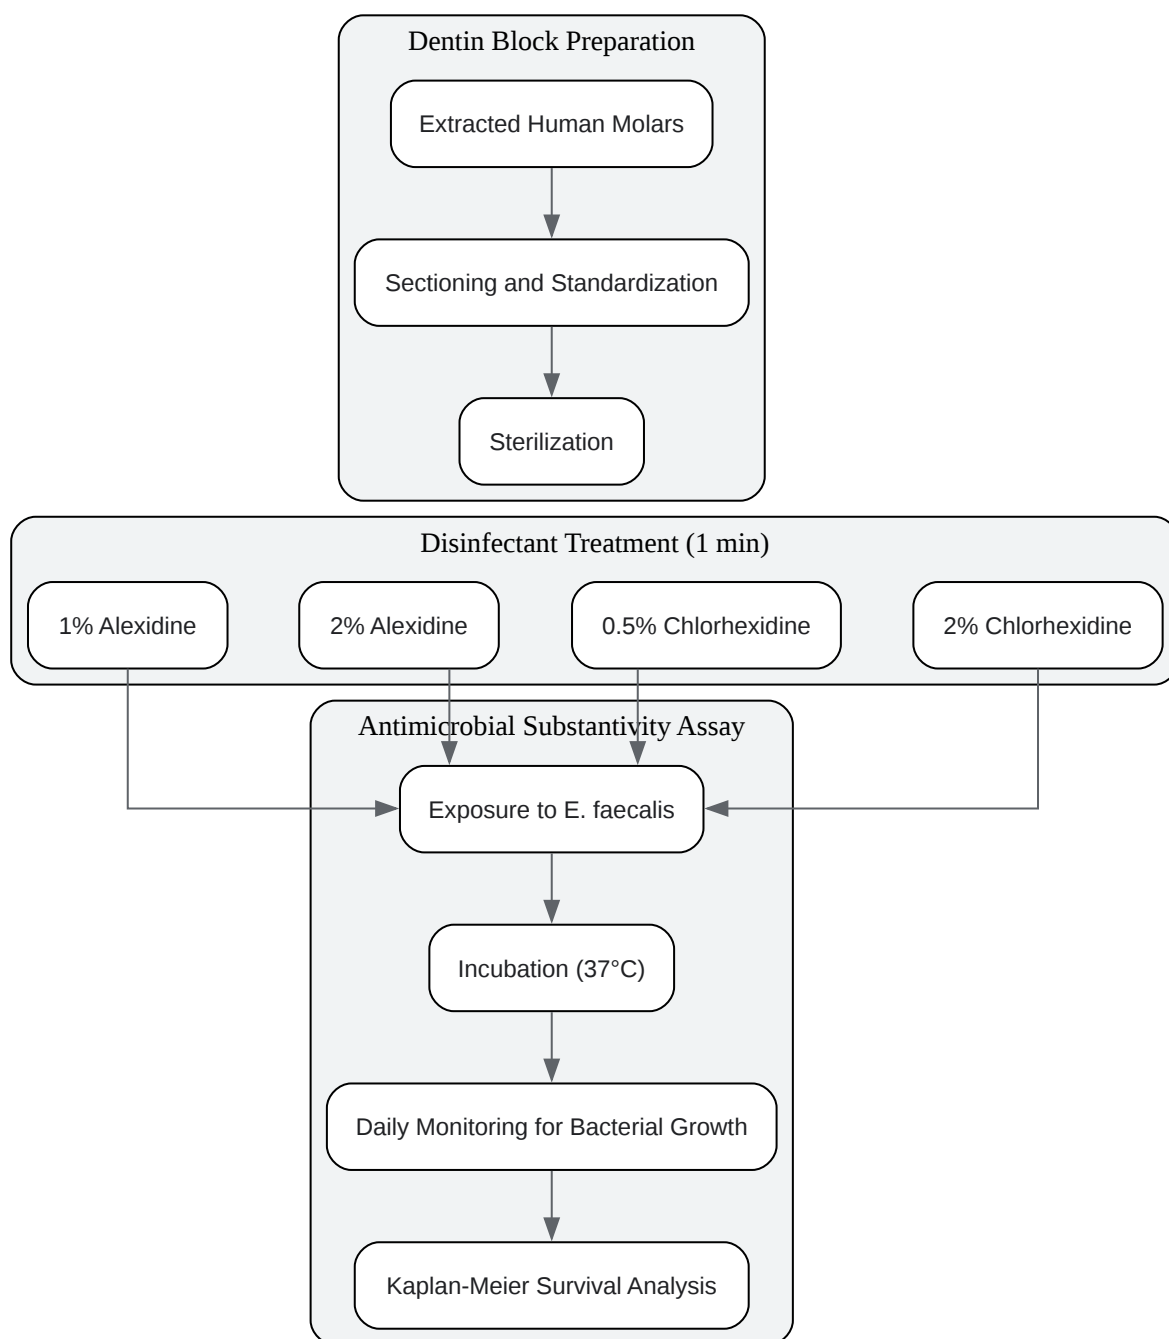 Dentin Block Preparation
Extracted Human Molars
Sectioning and Standardization
Sterilization
Disinfectant Treatment (1 min)
1% Alexidine
2% Alexidine
0.5% Chlorhexidine
2% Chlorhexidine
Antimicrobial Substantivity Assay
Exposure to E. faecalis
Incubation (37°C)
Daily Monitoring for Bacterial Growth
Kaplan-Meier Survival Analysis